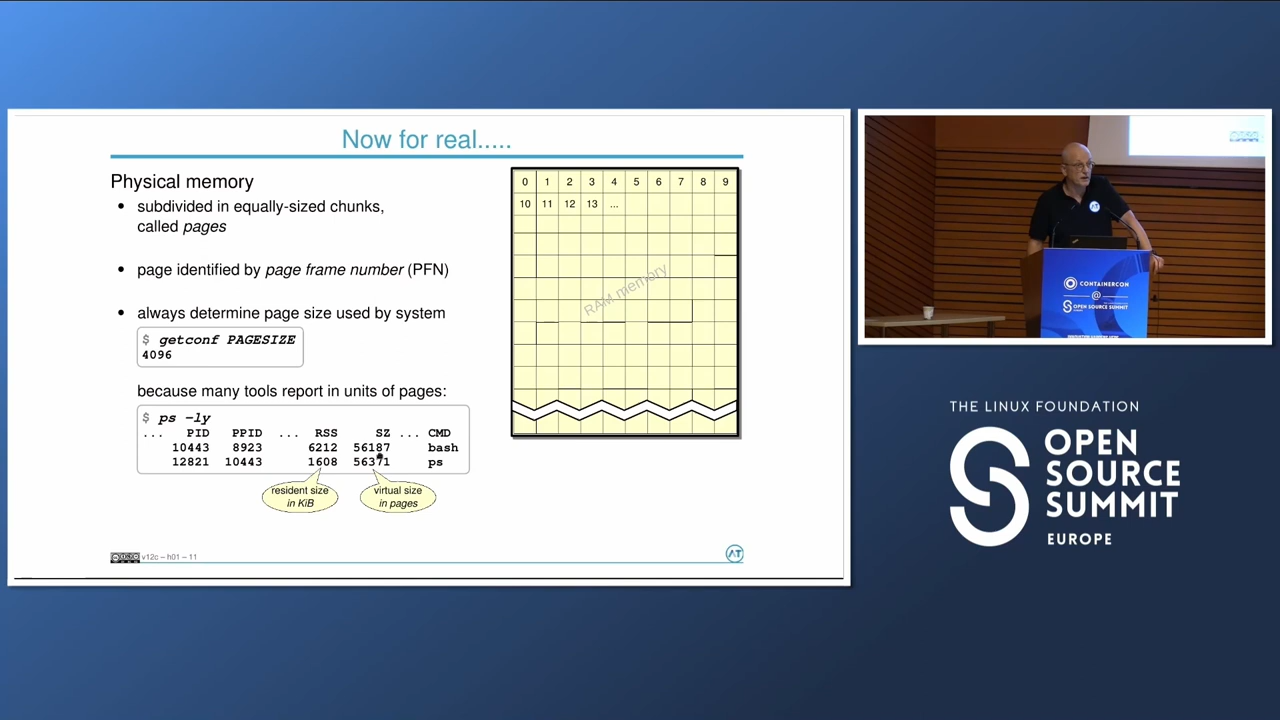 Now for real.....
Physical memory
• subdivided in equally-sized chunks,
called pages
• page identified by page frame number (PFN)
• always determine page size used by system
$ getconf PAGESIZE
4096
because many tools report in units of pages:
$ ps -ly
... PID PPID ... RSS SZ ... CMD
10443 8923 6212 56187 bash
12821 10443 1608 56371 ps
resident size
in KiB
virtual size
in pages
0 1 2 3 4 5 6 7 8 9
10 11 12 13 ...
RAM memory
v12c – h01 – 11
AT
CONTAINERCON
@
OPEN SOURCE SUMMIT
THE LINUX FOUNDATION
OPEN
SOURCE
SUMMIT
EUROPE